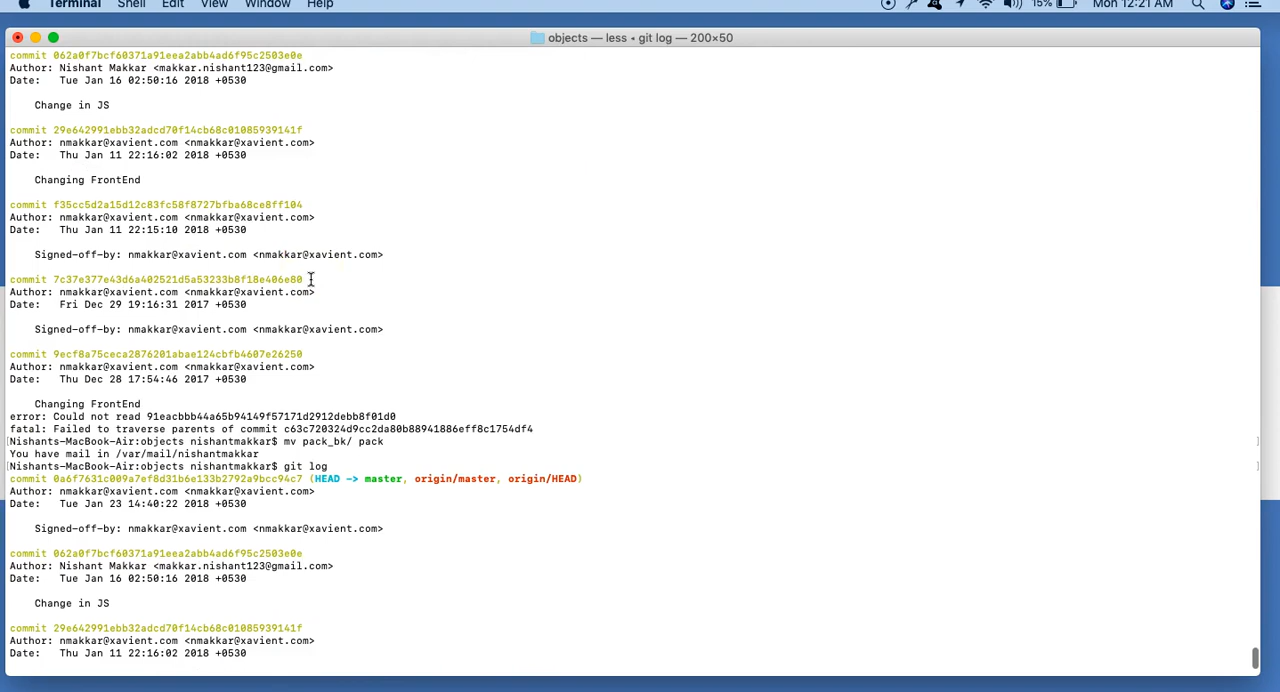 Terminal Shell Edit View Window Help 15% Mon 12:21 AM
objects — less ◂ git log — 200×50
commit 062a0f7bcf60371a91eea2abb4ad6f95c2503e0e
Author: Nishant Makkar <makkar.nishant123@gmail.com>
Date:   Tue Jan 16 02:50:16 2018 +0530
    Change in JS
commit 29e642991ebb32adcd70f14cb68c01085939141f
Author: nmakkar@xavient.com <nmakkar@xavient.com>
Date:   Thu Jan 11 22:16:02 2018 +0530
    Changing FrontEnd
commit f35cc5d2a15d12c83fc58f8727bfba68ce8ff104
Author: nmakkar@xavient.com <nmakkar@xavient.com>
Date:   Thu Jan 11 22:15:10 2018 +0530
    Signed-off-by: nmakkar@xavient.com <nmakkar@xavient.com>
commit 7c37e377e43d6a402521d5a53233b8f18e406e80
Author: nmakkar@xavient.com <nmakkar@xavient.com>
Date:   Fri Dec 29 19:16:31 2017 +0530
    Signed-off-by: nmakkar@xavient.com <nmakkar@xavient.com>
commit 9ecf8a75ceca2876201abae124cbfb4607e26250
Author: nmakkar@xavient.com <nmakkar@xavient.com>
Date:   Thu Dec 28 17:54:46 2017 +0530
    Changing FrontEnd
error: Could not read 91eacbbb44a65b94149f57171d2912debb8f01d0
fatal: Failed to traverse parents of commit c63c720324d9cc2da80b88941886eff8c1754df4
[Nishants-MacBook-Air:objects nishantmakkar$ mv pack_bk/ pack ]
You have mail in /var/mail/nishantmakkar
[Nishants-MacBook-Air:objects nishantmakkar$ git log ]
commit 0a6f7631c009a7ef8d31b6e133b2792a9bcc94c7 (HEAD -> master, origin/master, origin/HEAD)
Author: nmakkar@xavient.com <nmakkar@xavient.com>
Date:   Tue Jan 23 14:40:22 2018 +0530
    Signed-off-by: nmakkar@xavient.com <nmakkar@xavient.com>
commit 062a0f7bcf60371a91eea2abb4ad6f95c2503e0e
Author: Nishant Makkar <makkar.nishant123@gmail.com>
Date:   Tue Jan 16 02:50:16 2018 +0530
    Change in JS
commit 29e642991ebb32adcd70f14cb68c01085939141f
Author: nmakkar@xavient.com <nmakkar@xavient.com>
Date:   Thu Jan 11 22:16:02 2018 +0530